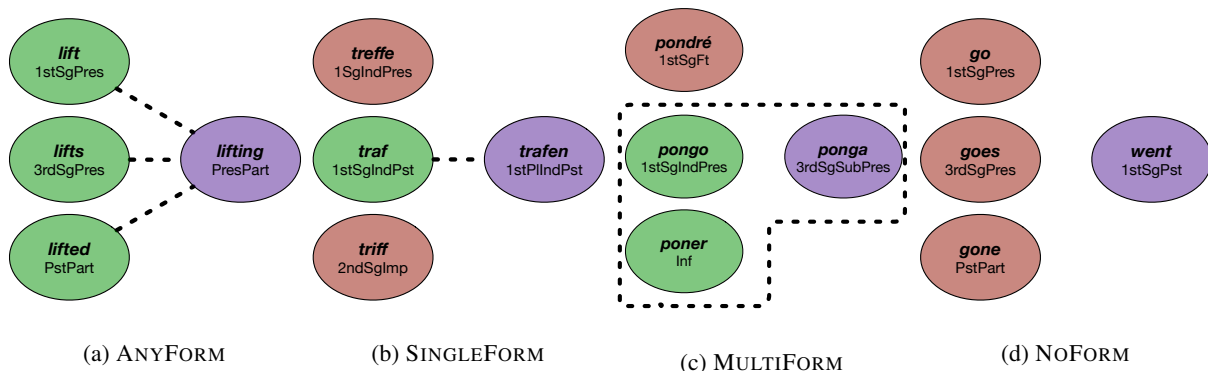 lift
1stSgPres
lifts
3rdSgPres
lifted
PstPart
lifting
PresPart
(a) ANYFORM
treffe
1SgIndPres
traf
1stSgIndPst
triff
2ndSgImp
trafen
1stPlIndPst
(b) SINGLEFORM
pondré
1stSgFt
pongo
1stSgIndPres
poner
Inf
ponga
3rdSgSubPres
(c) MULTIFORM
go
1stSgPres
goes
3rdSgPres
gone
PstPart
went
1stSgPst
(d) NOFORM